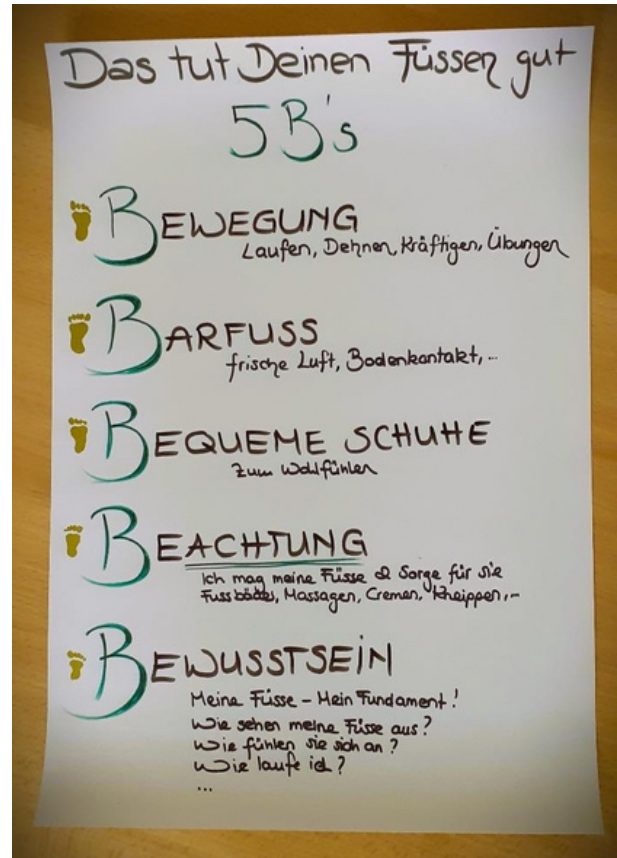 Das tut Deinen Füssen gut
5B's
BEWEGUNG
Laufen, Dehnen, Kräftigen, Übungen
BARFUSS
frische Luft, Bodenkontakt, ...
BEQUEME SCHUHE
zum Wohlfühlen
BEACHTUNG
Ich mag meine Füsse & Sorge für sie
Fussbäder, Massagen, Cremen, Kneippen, ...
BEWUSSTSEIN
Meine Füsse - Mein Fundament!
Wie sehen meine Füsse aus?
Wie fühlen sie sich an?
Wie laufe ich?
...